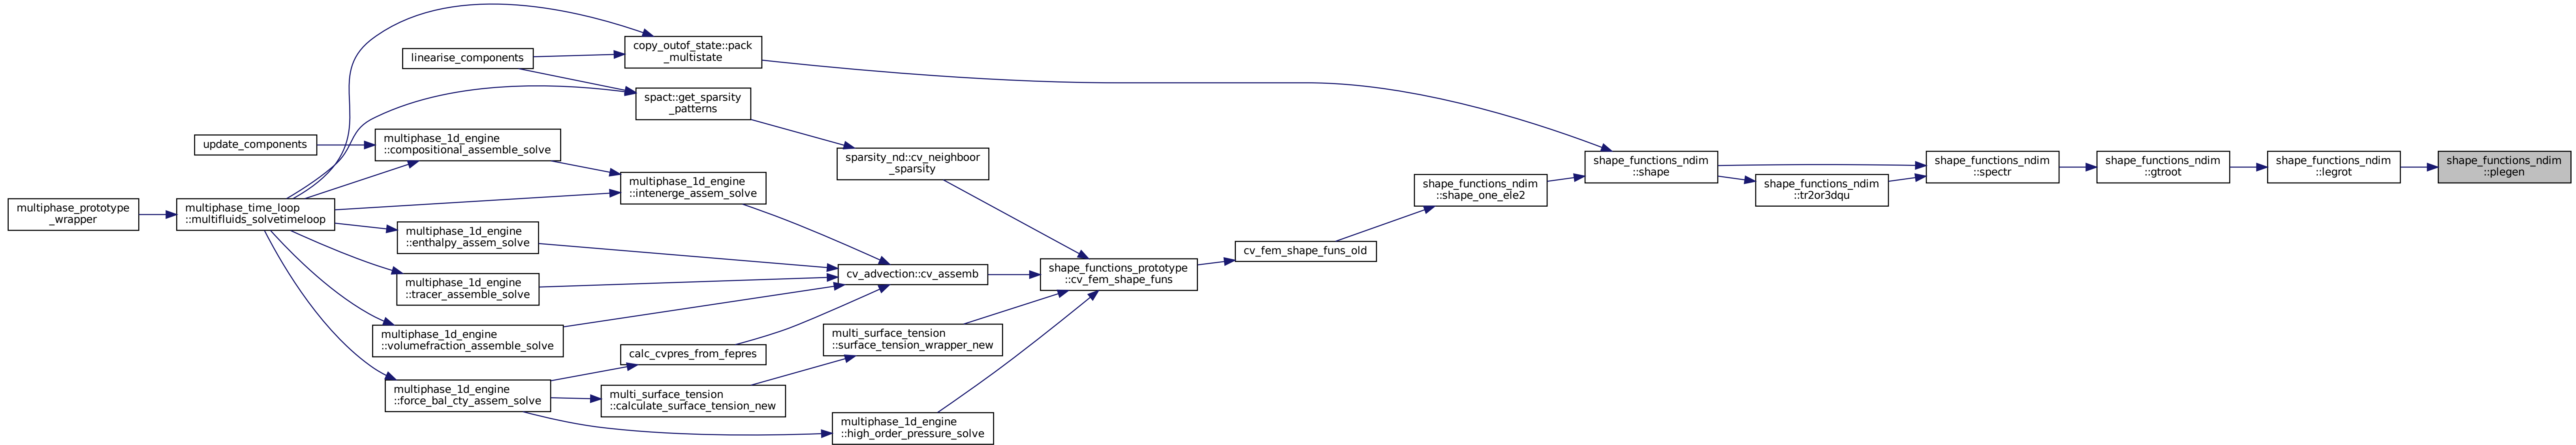 multiphase_prototype
_wrapper
multiphase_time_loop
::multifluids_solvetimeloop
update_components
linearise_components
multiphase_1d_engine
::compositional_assemble_solve
multiphase_1d_engine
::enthalpy_assem_solve
multiphase_1d_engine
::tracer_assemble_solve
multiphase_1d_engine
::volumefraction_assemble_solve
multiphase_1d_engine
::force_bal_cty_assem_solve
copy_outof_state::pack
_multistate
spact::get_sparsity
_patterns
multiphase_1d_engine
::intenerge_assem_solve
calc_cvpres_from_fepres
multi_surface_tension
::calculate_surface_tension_new
sparsity_nd::cv_neighboor
_sparsity
cv_advection::cv_assemb
multi_surface_tension
::surface_tension_wrapper_new
multiphase_1d_engine
::high_order_pressure_solve
shape_functions_prototype
::cv_fem_shape_funs
cv_fem_shape_funs_old
shape_functions_ndim
::shape_one_ele2
shape_functions_ndim
::shape
shape_functions_ndim
::tr2or3dqu
shape_functions_ndim
::spectr
shape_functions_ndim
::gtroot
shape_functions_ndim
::legrot
shape_functions_ndim
::plegen